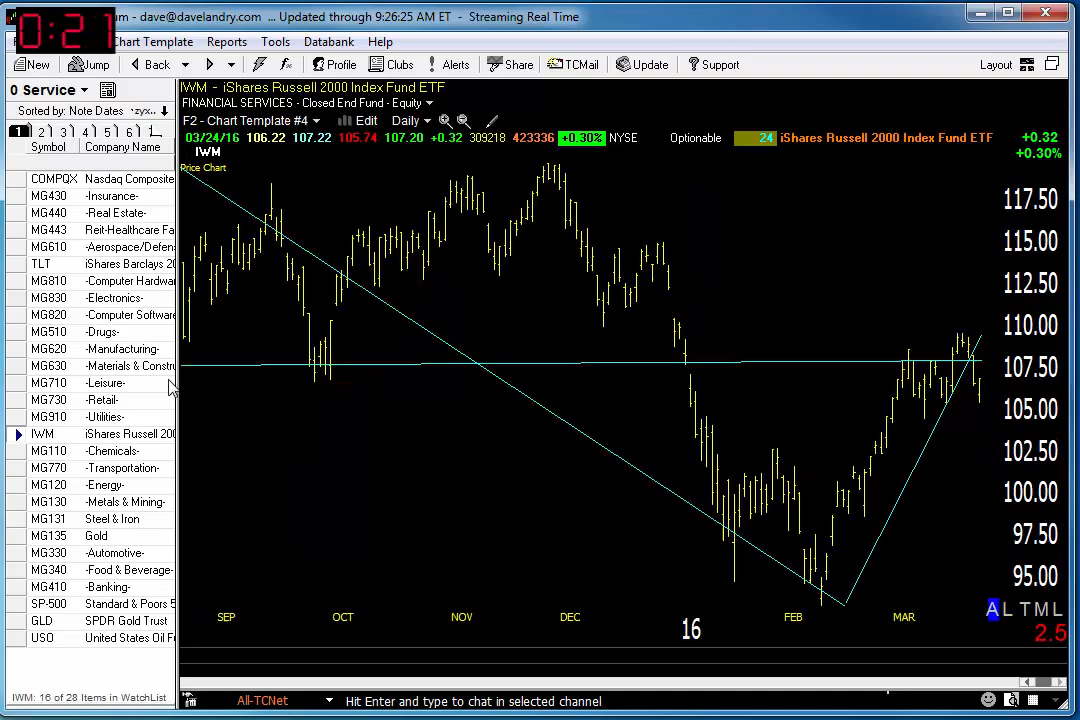 um - dave@davelandry.com ... Updated through 9:26:25 AM ET - Streaming Real Time
0:21
Chart Template Reports Tools Databank Help
New Jump Back Profile Clubs Alerts Share TCMail Update Support Layout
0 Service
Sorted by: Note Dates zyx..
1 2 3 4 5 6
Symbol Company Name
COMPQX Nasdaq Composite
MG430 -Insurance-
MG440 -Real Estate-
MG443 Reit-Healthcare Fa
MG610 -Aerospace/Defen
TLT iShares Barclays 20
MG810 -Computer Hardwa
MG830 -Electronics-
MG820 -Computer Software
MG510 -Drugs-
MG620 -Manufacturing-
MG630 -Materials & Constru
MG710 -Leisure-
MG730 -Retail-
MG910 -Utilities-
IWM iShares Russell 200
MG110 -Chemicals-
MG770 -Transportation-
MG120 -Energy-
MG130 -Metals & Mining-
MG131 Steel & Iron
MG135 Gold
MG330 -Automotive-
MG340 -Food & Beverage-
MG410 -Banking-
SP-500 Standard & Poors 5
GLD SPDR Gold Trust
USO United States Oil F
IWM: 16 of 28 Items in WatchList
IWM - iShares Russell 2000 Index Fund ETF
FINANCIAL SERVICES - Closed End Fund - Equity
F2 - Chart Template #4 Edit Daily
03/24/16 106.22 107.22 105.74 107.20 +0.32 309218 423336 +0.30% NYSE Optionable 24 iShares Russell 2000 Index Fund ETF +0.32
+0.30%
IWM
Price Chart
117.50
115.00
112.50
110.00
107.50
105.00
102.50
100.00
97.50
95.00
SEP OCT NOV DEC 16 FEB MAR
A L T M L
2.5
All-TCNet Hit Enter and type to chat in selected channel